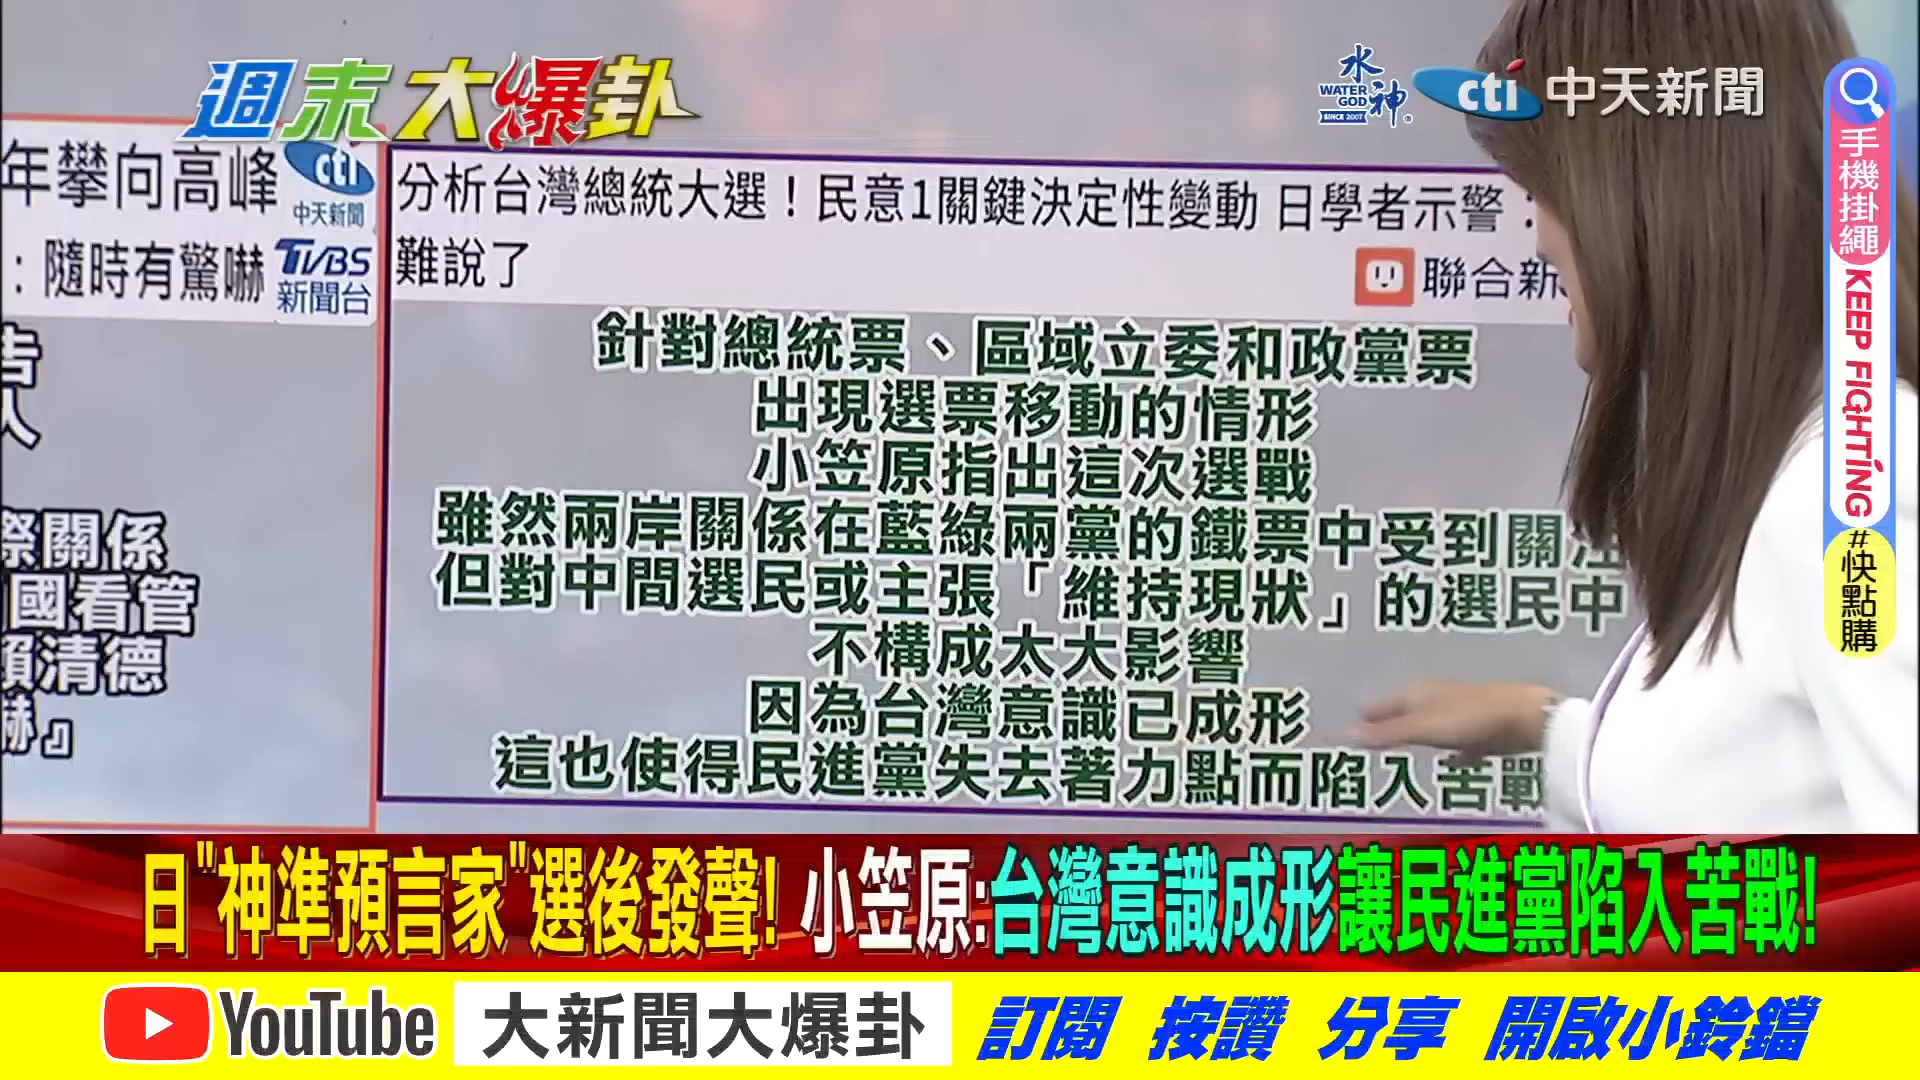 週末大爆卦
水神
WATER GOD
SINCE 2007
cti 中天新聞
年攀向高峰
cti
中天新聞
：隨時有驚嚇
TVBS
新聞台
分析台灣總統大選！民意1關鍵決定性變動 日學者示警：
難說了
聯合新
針對總統票、區域立委和政黨票
出現選票移動的情形
小笠原指出這次選戰
雖然兩岸關係在藍綠兩黨的鐵票中受到關注
但對中間選民或主張「維持現狀」的選民中
不構成太大影響
因為台灣意識已成形
這也使得民進黨失去著力點而陷入苦戰
告
人
際關係
國看管
賴清德
嚇』
手機掛繩
KEEP FIGHTING
#快點購
日"神準預言家"選後發聲! 小笠原:台灣意識成形讓民進黨陷入苦戰!
YouTube 大新聞大爆卦 訂閱 按讚 分享 開啟小鈴鐺